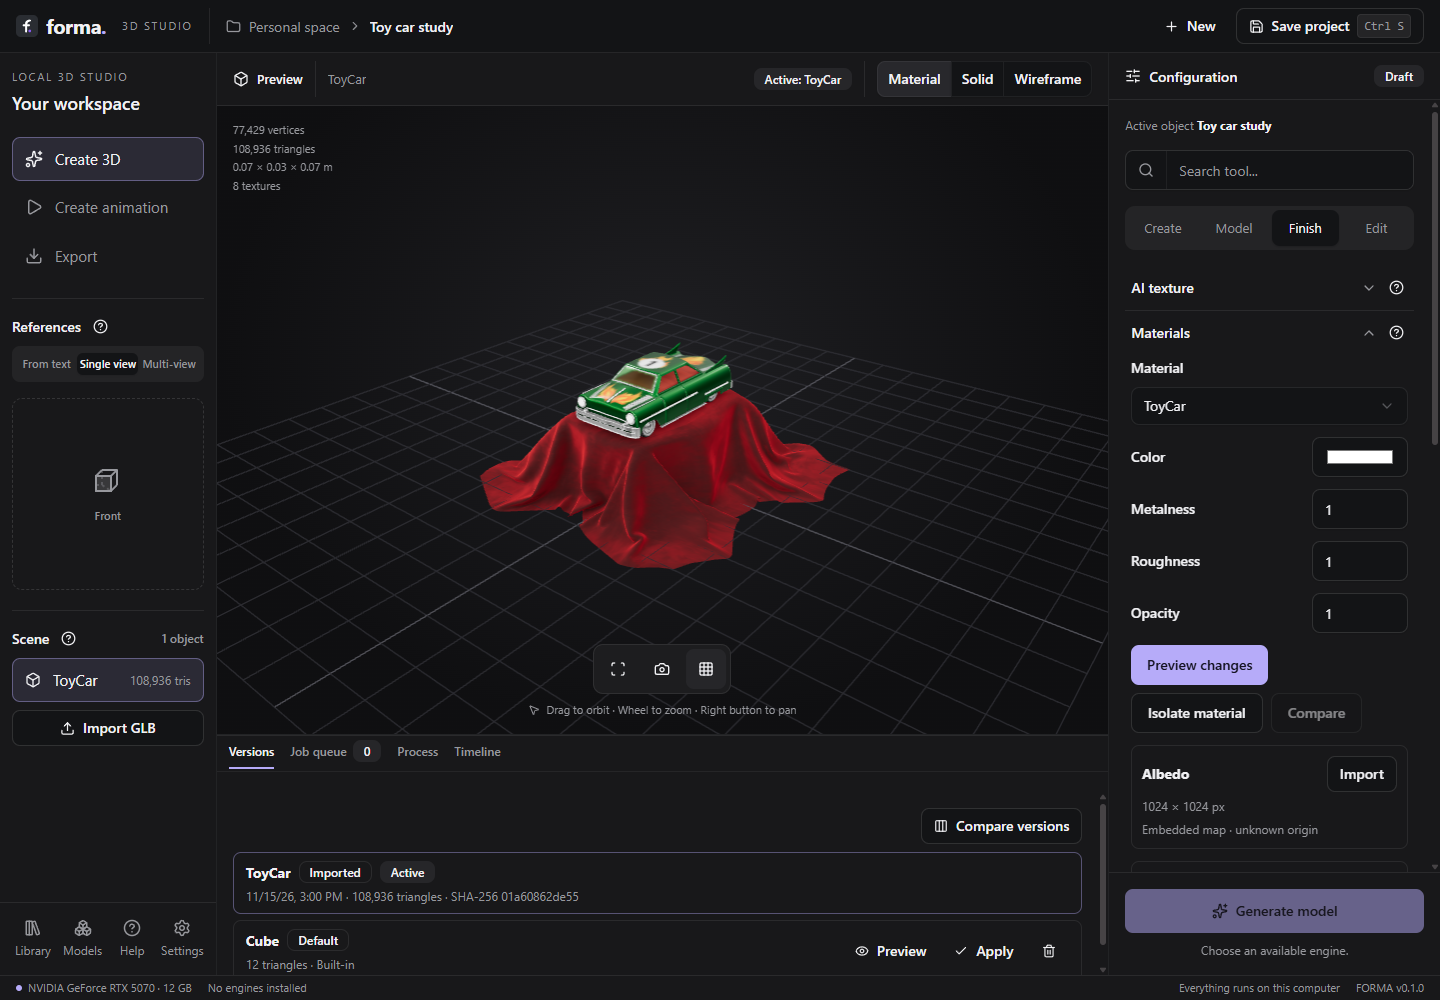 forma.
3D STUDIO
Personal space
Toy car study
New
Save project
Ctrl S
LOCAL 3D STUDIO
Your workspace
Create 3D
Create animation
Export
References
From text
Single view
Multi-view
Front
Scene
1 object
ToyCar
108,936 tris
Import GLB
Library
Models
Help
Settings
Preview
ToyCar
Active: ToyCar
Material
Solid
Wireframe
77,429 vertices
108,936 triangles
0.07 × 0.03 × 0.07 m
8 textures
Drag to orbit · Wheel to zoom · Right button to pan
Versions
Job queue
0
Process
Timeline
Compare versions
ToyCar
Imported
Active
11/15/26, 3:00 PM · 108,936 triangles · SHA-256 01a60862de55
Cube
Default
12 triangles · Built-in
Preview
Apply
Configuration
Draft
Active object Toy car study
Search tool...
Create
Model
Finish
Edit
AI texture
Materials
Material
ToyCar
Color
Metalness
1
Roughness
1
Opacity
1
Preview changes
Isolate material
Compare
Albedo
Import
1024 × 1024 px
Embedded map · unknown origin
Generate model
Choose an available engine.
NVIDIA GeForce RTX 5070 · 12 GB
No engines installed
Everything runs on this computer
FORMA v0.1.0